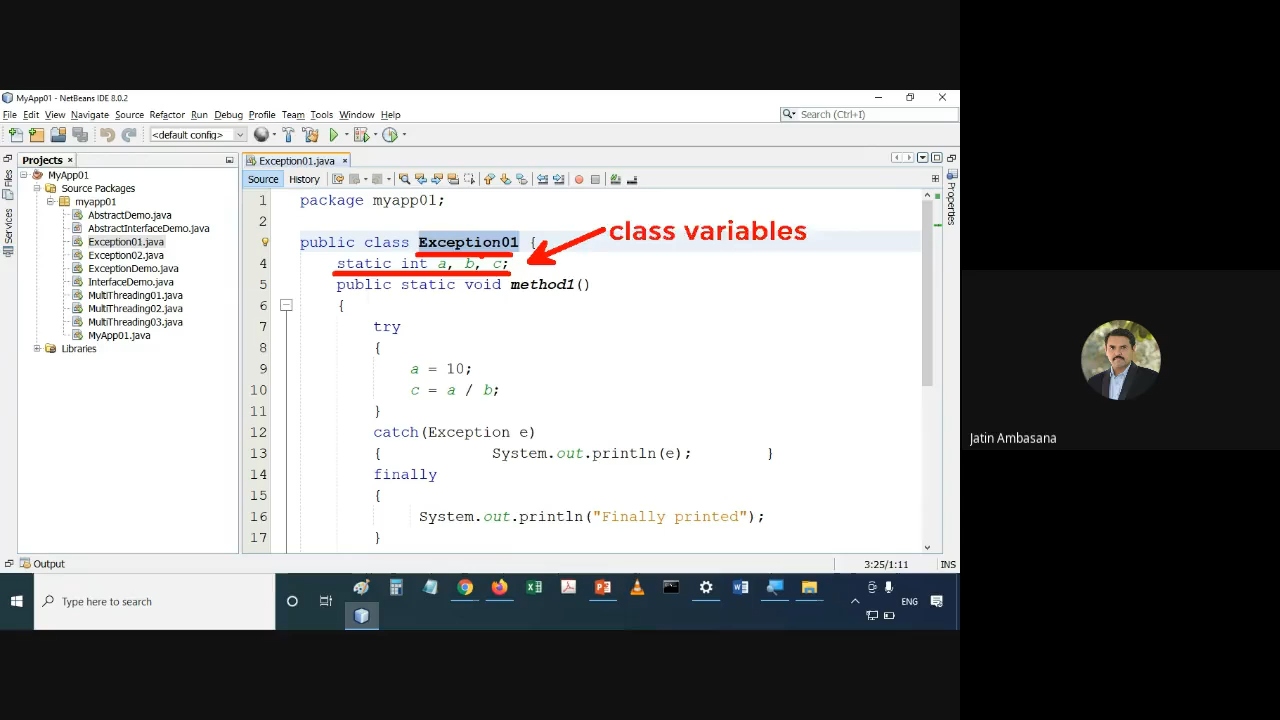 MyApp01 - NetBeans IDE 8.0.2
File Edit View Navigate Source Refactor Run Debug Profile Team Tools Window Help
Search (Ctrl+I)
<default config>
Files
Services
Projects
MyApp01
Source Packages
myapp01
AbstractDemo.java
AbstractInterfaceDemo.java
Exception01.java
Exception02.java
ExceptionDemo.java
InterfaceDemo.java
MultiThreading01.java
MultiThreading02.java
MultiThreading03.java
MyApp01.java
Libraries
Exception01.java
Source History
1 package myapp01;
2
3 public class Exception01 {
class variables
4 static int a, b, c;
5 public static void method1()
6 {
7 try
8 {
9 a = 10;
10 c = a / b;
11 }
12 catch(Exception e)
13 { System.out.println(e); }
14 finally
15 {
16 System.out.println("Finally printed");
17 }
Properties
Output
3:25/1:11 INS
Type here to search
ENG
Jatin Ambasana